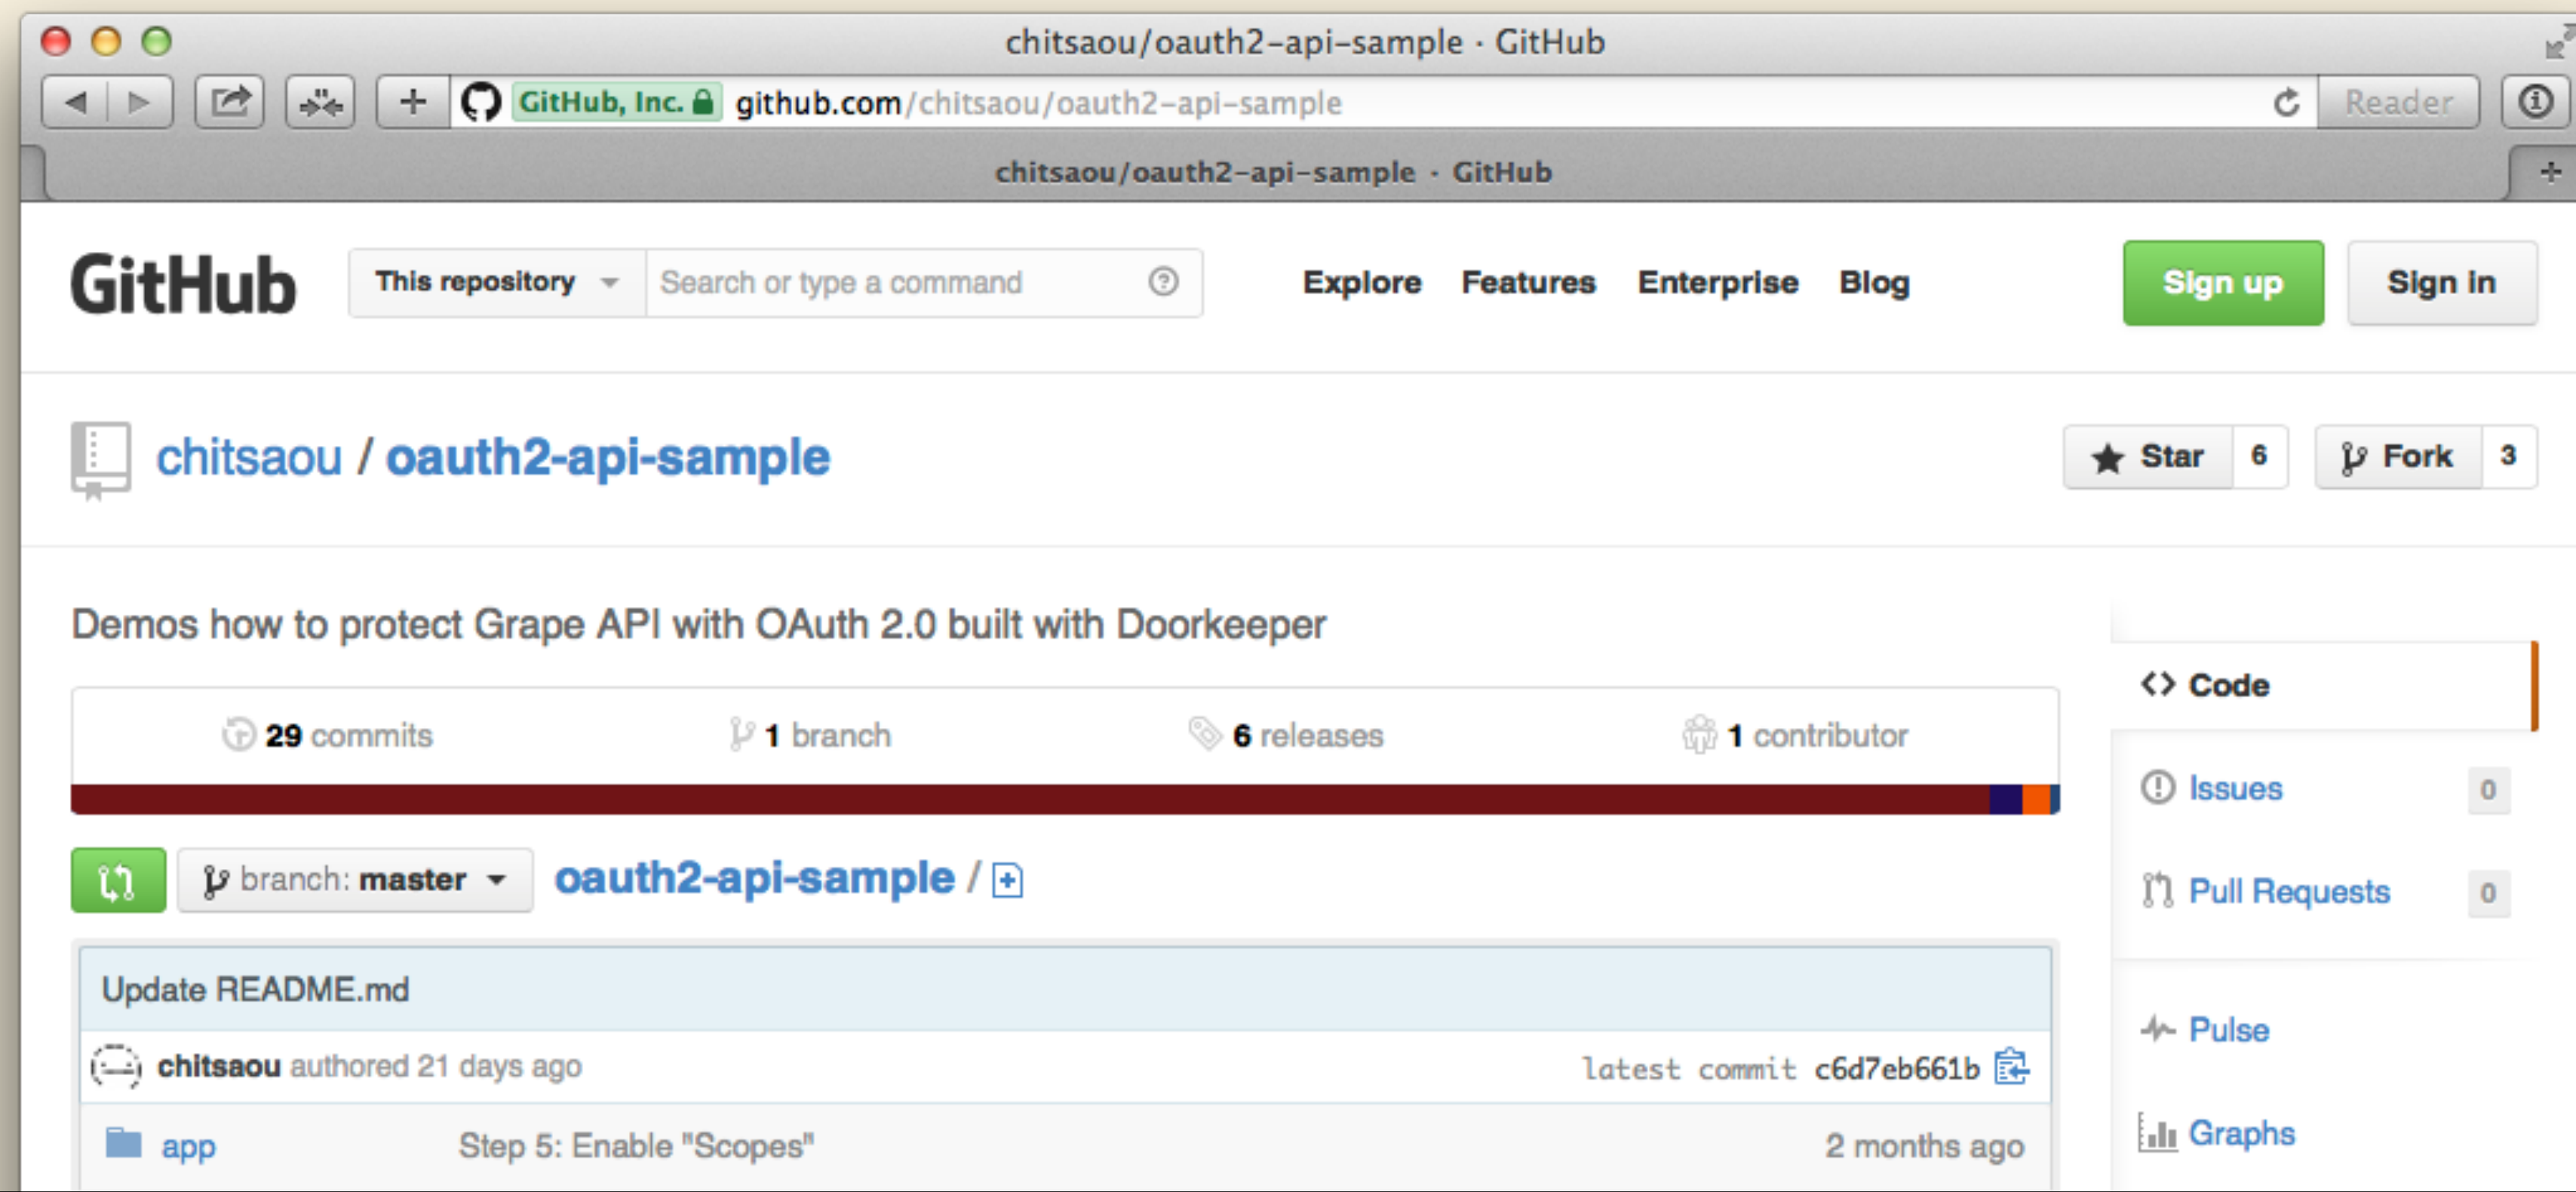 chitsaou/oauth2-api-sample · GitHub
GitHub, Inc. github.com/chitsaou/oauth2-api-sample Reader
chitsaou/oauth2-api-sample · GitHub
GitHub This repository Search or type a command Explore Features Enterprise Blog Sign up Sign in
chitsaou / oauth2-api-sample Star 6 Fork 3
Demos how to protect Grape API with OAuth 2.0 built with Doorkeeper
29 commits 1 branch 6 releases 1 contributor
branch: master oauth2-api-sample /
Update README.md
chitsaou authored 21 days ago latest commit c6d7eb661b
app Step 5: Enable "Scopes" 2 months ago
Code
Issues 0
Pull Requests 0
Pulse
Graphs